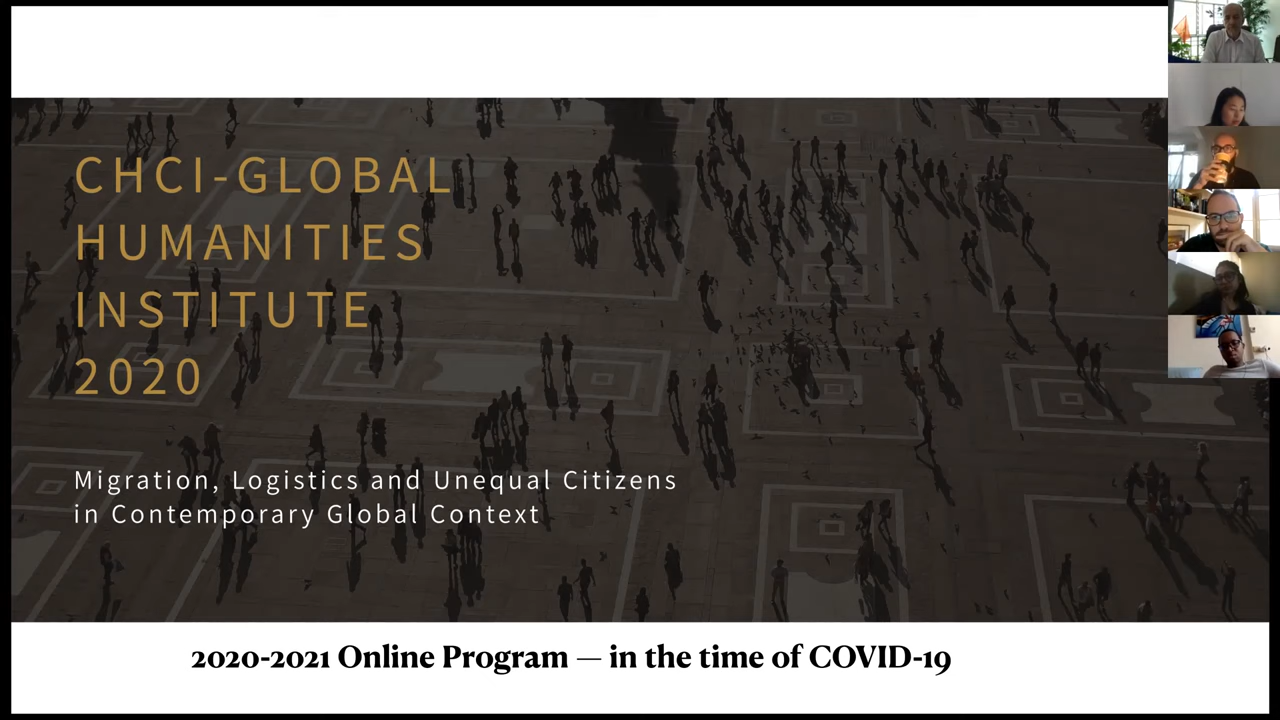 CHCI-GLOBAL
HUMANITIES
INSTITUTE
2020
Migration, Logistics and Unequal Citizens
in Contemporary Global Context
2020-2021 Online Program — in the time of COVID-19